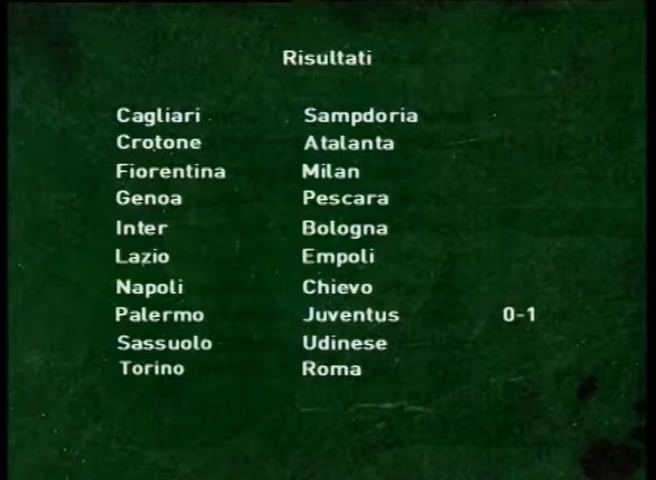 Risultati
Cagliari Sampdoria
Crotone Atalanta
Fiorentina Milan
Genoa Pescara
Inter Bologna
Lazio Empoli
Napoli Chievo
Palermo Juventus 0-1
Sassuolo Udinese
Torino Roma